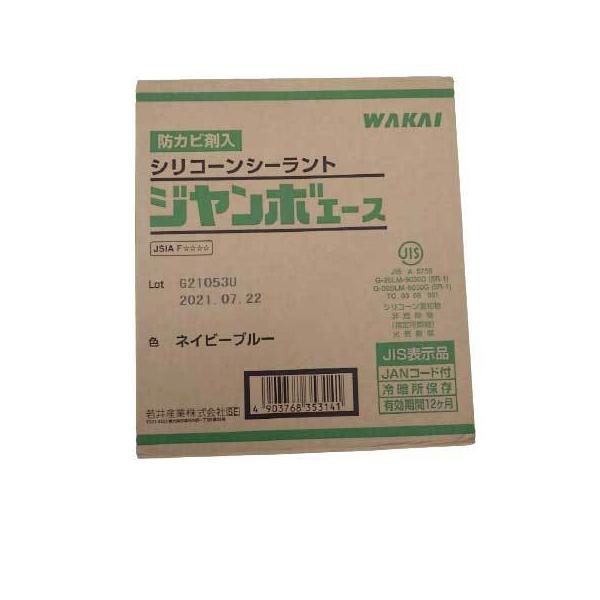 WAKAI
防カビ剤入
シリコーンシーラント
ジャンボエース
JSIA F☆☆☆☆
JIS
JIS A 5758
Lot G21053U
2021.07.22
色 ネイビーブルー
JIS表示品
JANコード付
冷暗所保存
有効期間12ヶ月
4 903768 353141
若井産業株式会社(SE)